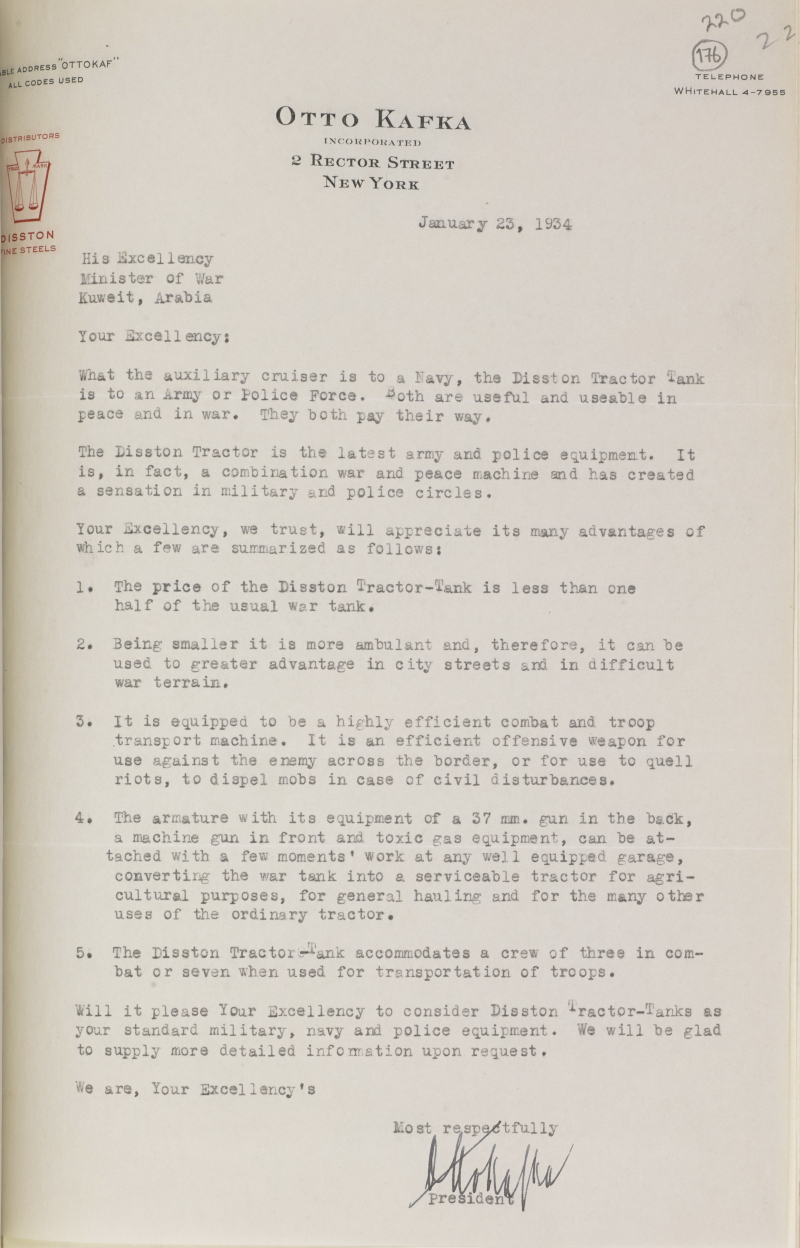 220
22
176
TELEPHONE
WHITEHALL 4-7955
ABLE ADDRESS "OTTOKAF"
ALL CODES USED
OTTO KAFKA
INCORPORATED
2 RECTOR STREET
NEW YORK
DISTRIBUTORS
DISSTON
FINE STEELS
January 23, 1934
His Excellency
Minister of War
Kuweit, Arabia
Your Excellency:
What the auxiliary cruiser is to a Navy, the Disston Tractor Tank
is to an Army or Police Force. Both are useful and useable in
peace and in war. They both pay their way.
The Disston Tractor is the latest army and police equipment. It
is, in fact, a combination war and peace machine and has created
a sensation in military and police circles.
Your Excellency, we trust, will appreciate its many advantages of
which a few are summarized as follows:
1. The price of the Disston Tractor-Tank is less than one
half of the usual war tank.
2. Being smaller it is more ambulant and, therefore, it can be
used to greater advantage in city streets and in difficult
war terrain.
3. It is equipped to be a highly efficient combat and troop
transport machine. It is an efficient offensive weapon for
use against the enemy across the border, or for use to quell
riots, to dispel mobs in case of civil disturbances.
4. The armature with its equipment of a 37 mm. gun in the back,
a machine gun in front and toxic gas equipment, can be at-
tached with a few moments' work at any well equipped garage,
converting the war tank into a serviceable tractor for agri-
cultural purposes, for general hauling and for the many other
uses of the ordinary tractor.
5. The Disston Tractor-Tank accommodates a crew of three in com-
bat or seven when used for transportation of troops.
Will it please Your Excellency to consider Disston Tractor-Tanks as
your standard military, navy and police equipment. We will be glad
to supply more detailed information upon request.
We are, Your Excellency's
Most respectfully
Otto Kafka
President